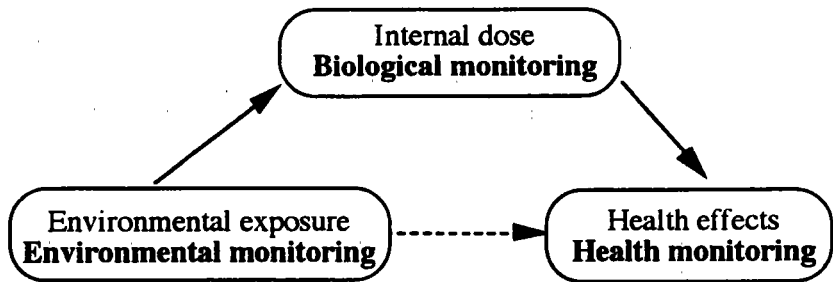 Internal dose
Biological monitoring
Environmental exposure
Environmental monitoring
Health effects
Health monitoring